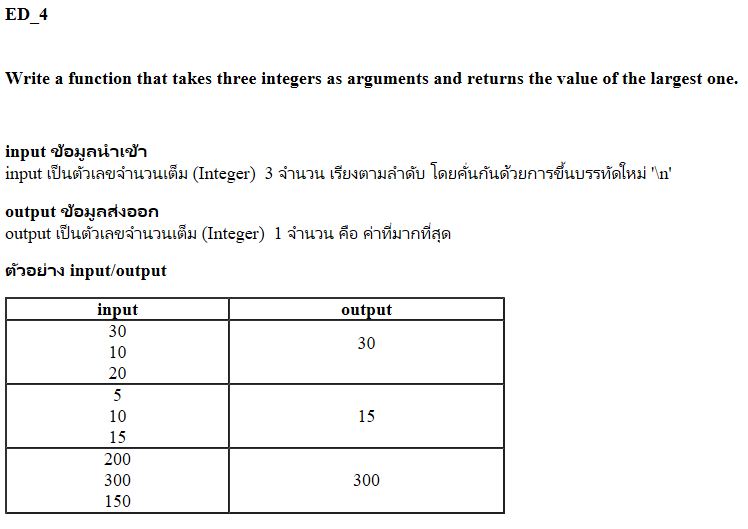 ED_4
Write a function that takes three integers as arguments and returns the value of the largest one.
input ข้อมูลนำเข้า
input เป็นตัวเลขจำนวนเต็ม (Integer) 3 จำนวน เรียงตามลำดับ โดยคั่นกันด้วยการขึ้นบรรทัดใหม่ '\n'
output ข้อมูลส่งออก
output เป็นตัวเลขจำนวนเต็ม (Integer) 1 จำนวน คือ ค่าที่มากที่สุด
ตัวอย่าง input/output
input output
30
10
20
30
5
10
15
15
200
300
150
300